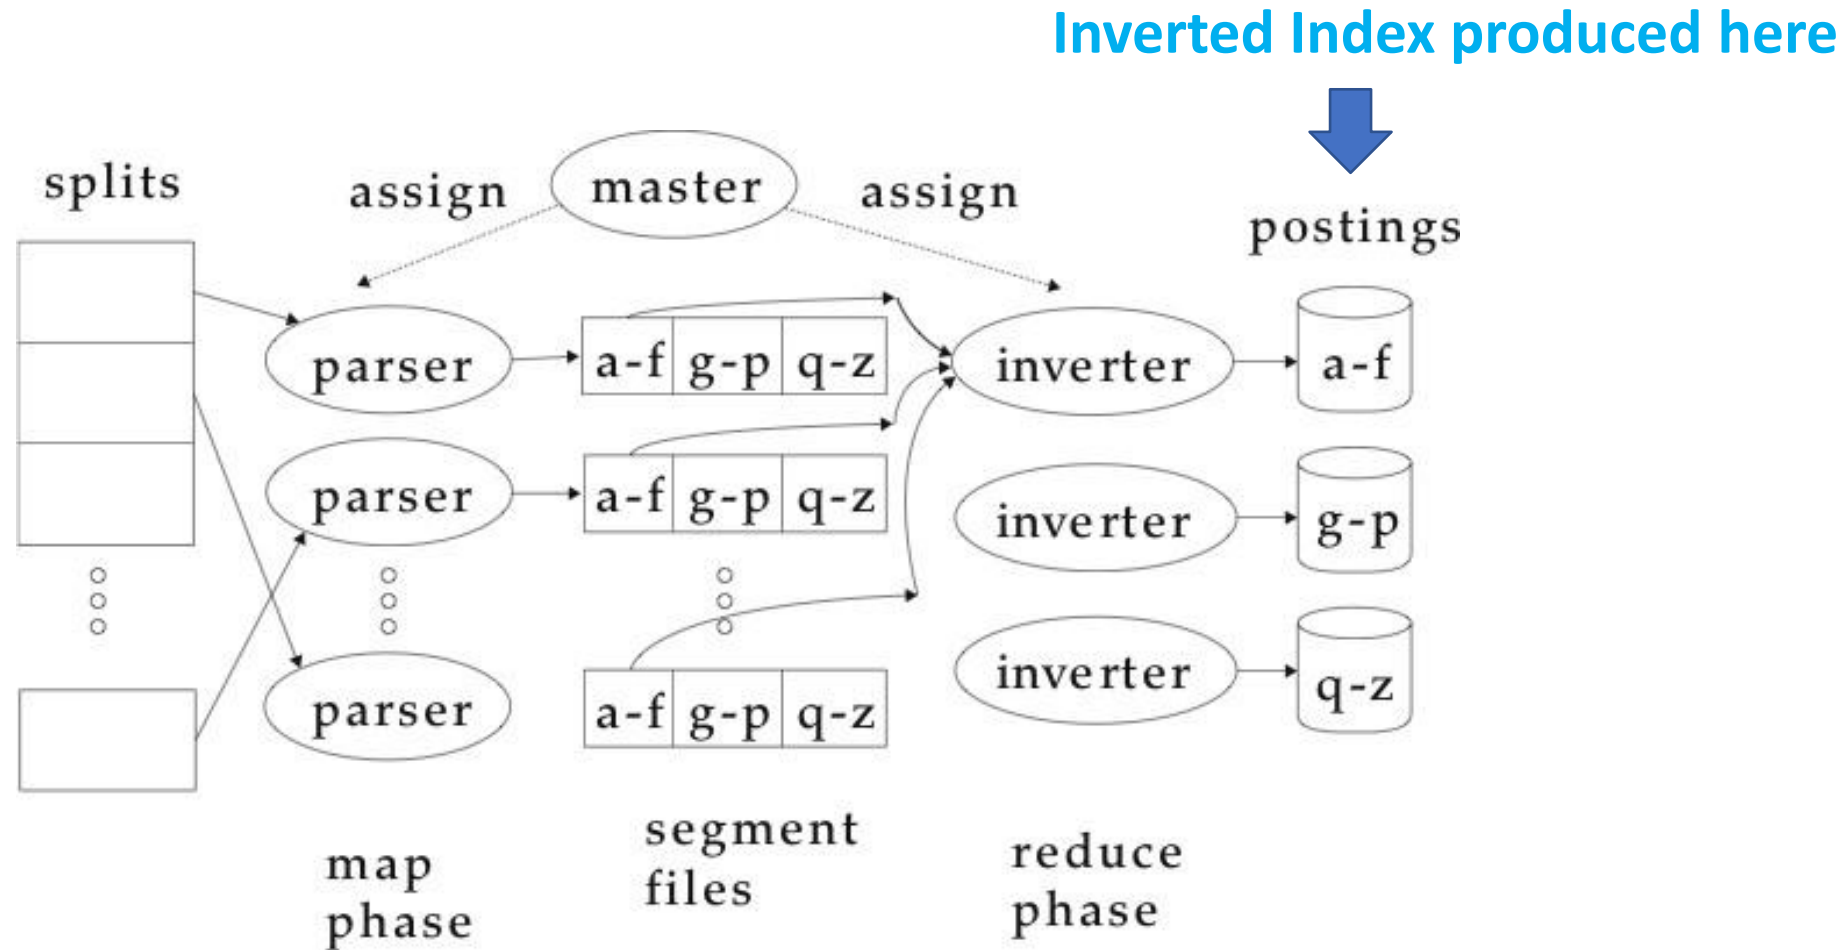 Inverted Index produced here
splits
assign
master
assign
postings
parser
a-f g-p q-z
inverter
a-f
parser
a-f g-p q-z
inverter
g-p
parser
a-f g-p q-z
inverter
q-z
map
phase
segment
files
reduce
phase